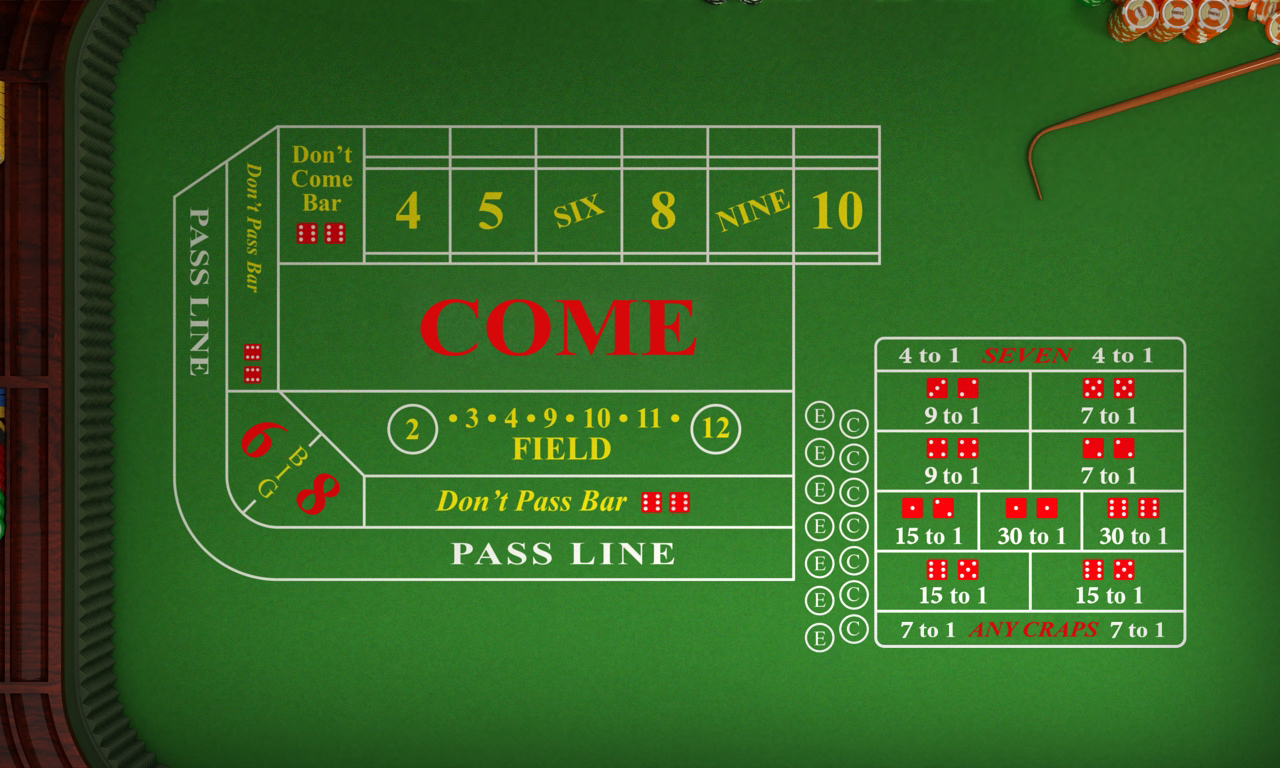 Don't
Come
Bar
4 5 SIX 8 NINE 10
PASS LINE
Don't Pass Bar
COME
4 to 1 SEVEN 4 to 1
9 to 1 7 to 1
9 to 1 7 to 1
15 to 1 30 to 1 30 to 1
15 to 1 15 to 1
7 to 1 ANY CRAPS 7 to 1
2 • 3 • 4 • 9 • 10 • 11 • 12
FIELD
6 BIG 8
Don't Pass Bar
PASS LINE
E C
E C
E C
E C
E C
E C
E C